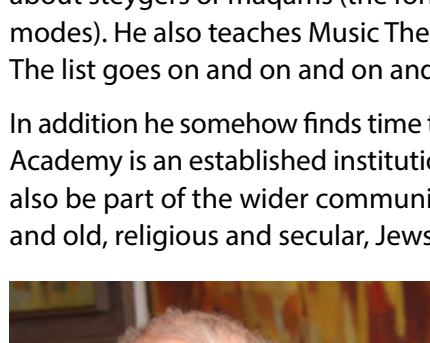 about steygers or maqams (the for
modes). He also teaches Music The
The list goes on and on and on and
In addition he somehow finds time t
Academy is an established instituti
also be part of the wider communi
and old, religious and secular, Jews